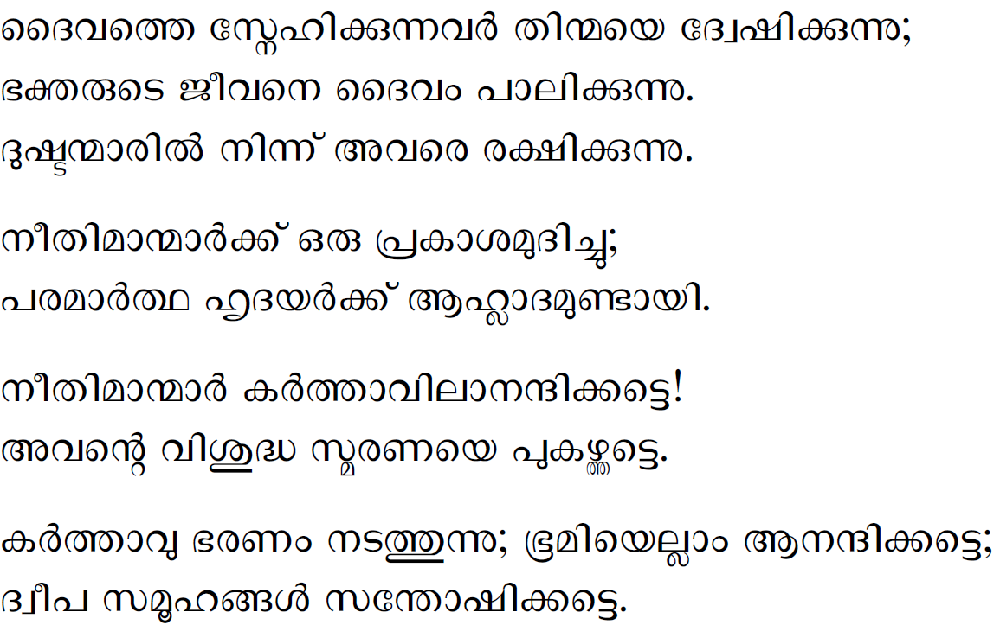 ദൈവത്തെ സ്നേഹിക്കുന്നവർ തിന്മയെ ദ്വേഷിക്കുന്നു;
ഭക്തരുടെ ജീവനെ ദൈവം പാലിക്കുന്നു.
ദുഷ്ടന്മാരിൽ നിന്ന് അവരെ രക്ഷിക്കുന്നു.
നീതിമാന്മാർക്ക് ഒരു പ്രകാശമുദിച്ചു;
പരമാർത്ഥ ഹൃദയർക്ക് ആഹ്ലാദമുണ്ടായി.
നീതിമാന്മാർ കർത്താവിലാനന്ദിക്കട്ടെ!
അവന്റെ വിശുദ്ധ സ്മരണയെ പുകഴ്ത്തട്ടെ.
കർത്താവു ഭരണം നടത്തുന്നു; ഭൂമിയെല്ലാം ആനന്ദിക്കട്ടെ;
ദ്വീപ സമൂഹങ്ങൾ സന്തോഷിക്കട്ടെ.